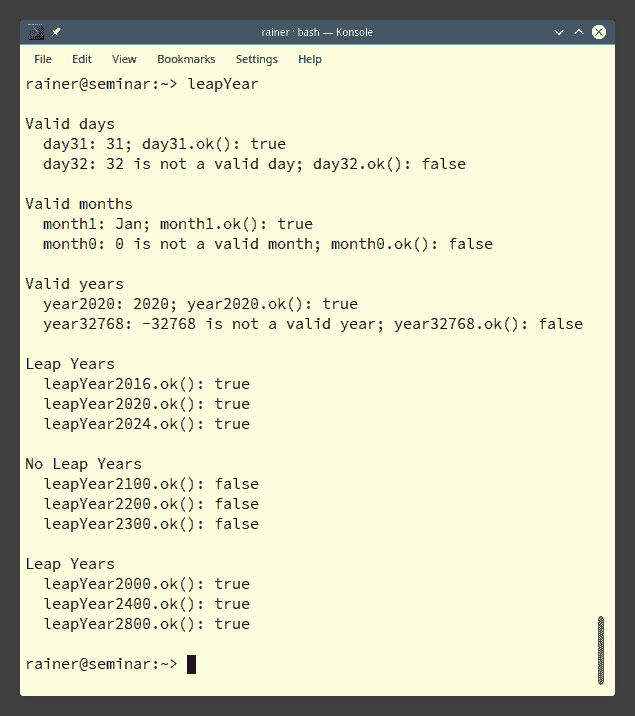 rainer : bash — Konsole
File Edit View Bookmarks Settings Help
rainer@seminar:~> leapYear
Valid days
day31: 31; day31.ok(): true
day32: 32 is not a valid day; day32.ok(): false
Valid months
month1: Jan; month1.ok(): true
month0: 0 is not a valid month; month0.ok(): false
Valid years
year2020: 2020; year2020.ok(): true
year32768: -32768 is not a valid year; year32768.ok(): false
Leap Years
leapYear2016.ok(): true
leapYear2020.ok(): true
leapYear2024.ok(): true
No Leap Years
leapYear2100.ok(): false
leapYear2200.ok(): false
leapYear2300.ok(): false
Leap Years
leapYear2000.ok(): true
leapYear2400.ok(): true
leapYear2800.ok(): true
rainer@seminar:~>